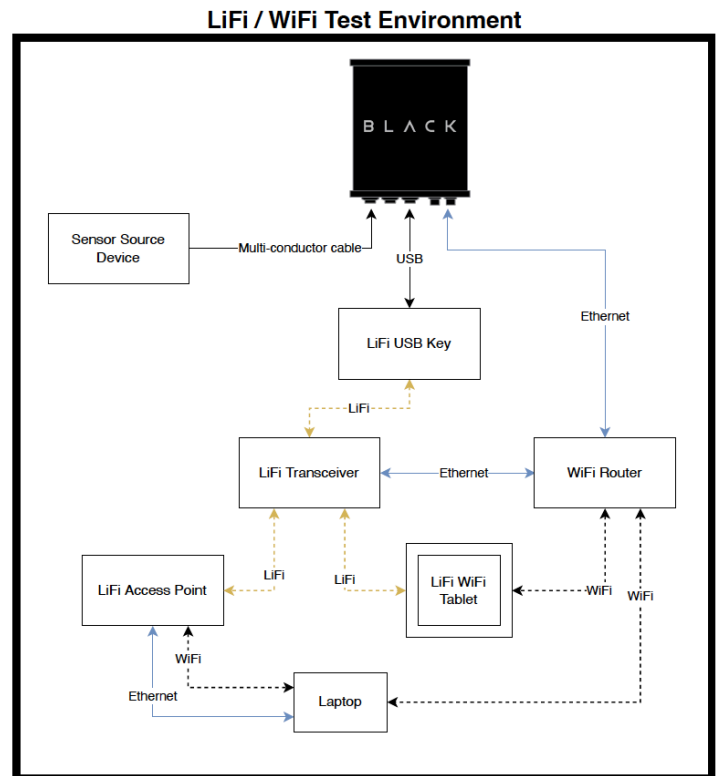 LiFi / WiFi Test Environment
BLACK
Sensor Source
Device
Multi-conductor cable
USB
Ethernet
LiFi USB Key
LiFi
LiFi Transceiver
Ethernet
WiFi Router
LiFi Access Point
LiFi
LiFi
LiFi WiFi
Tablet
WiFi
WiFi
WiFi
Ethernet
Laptop